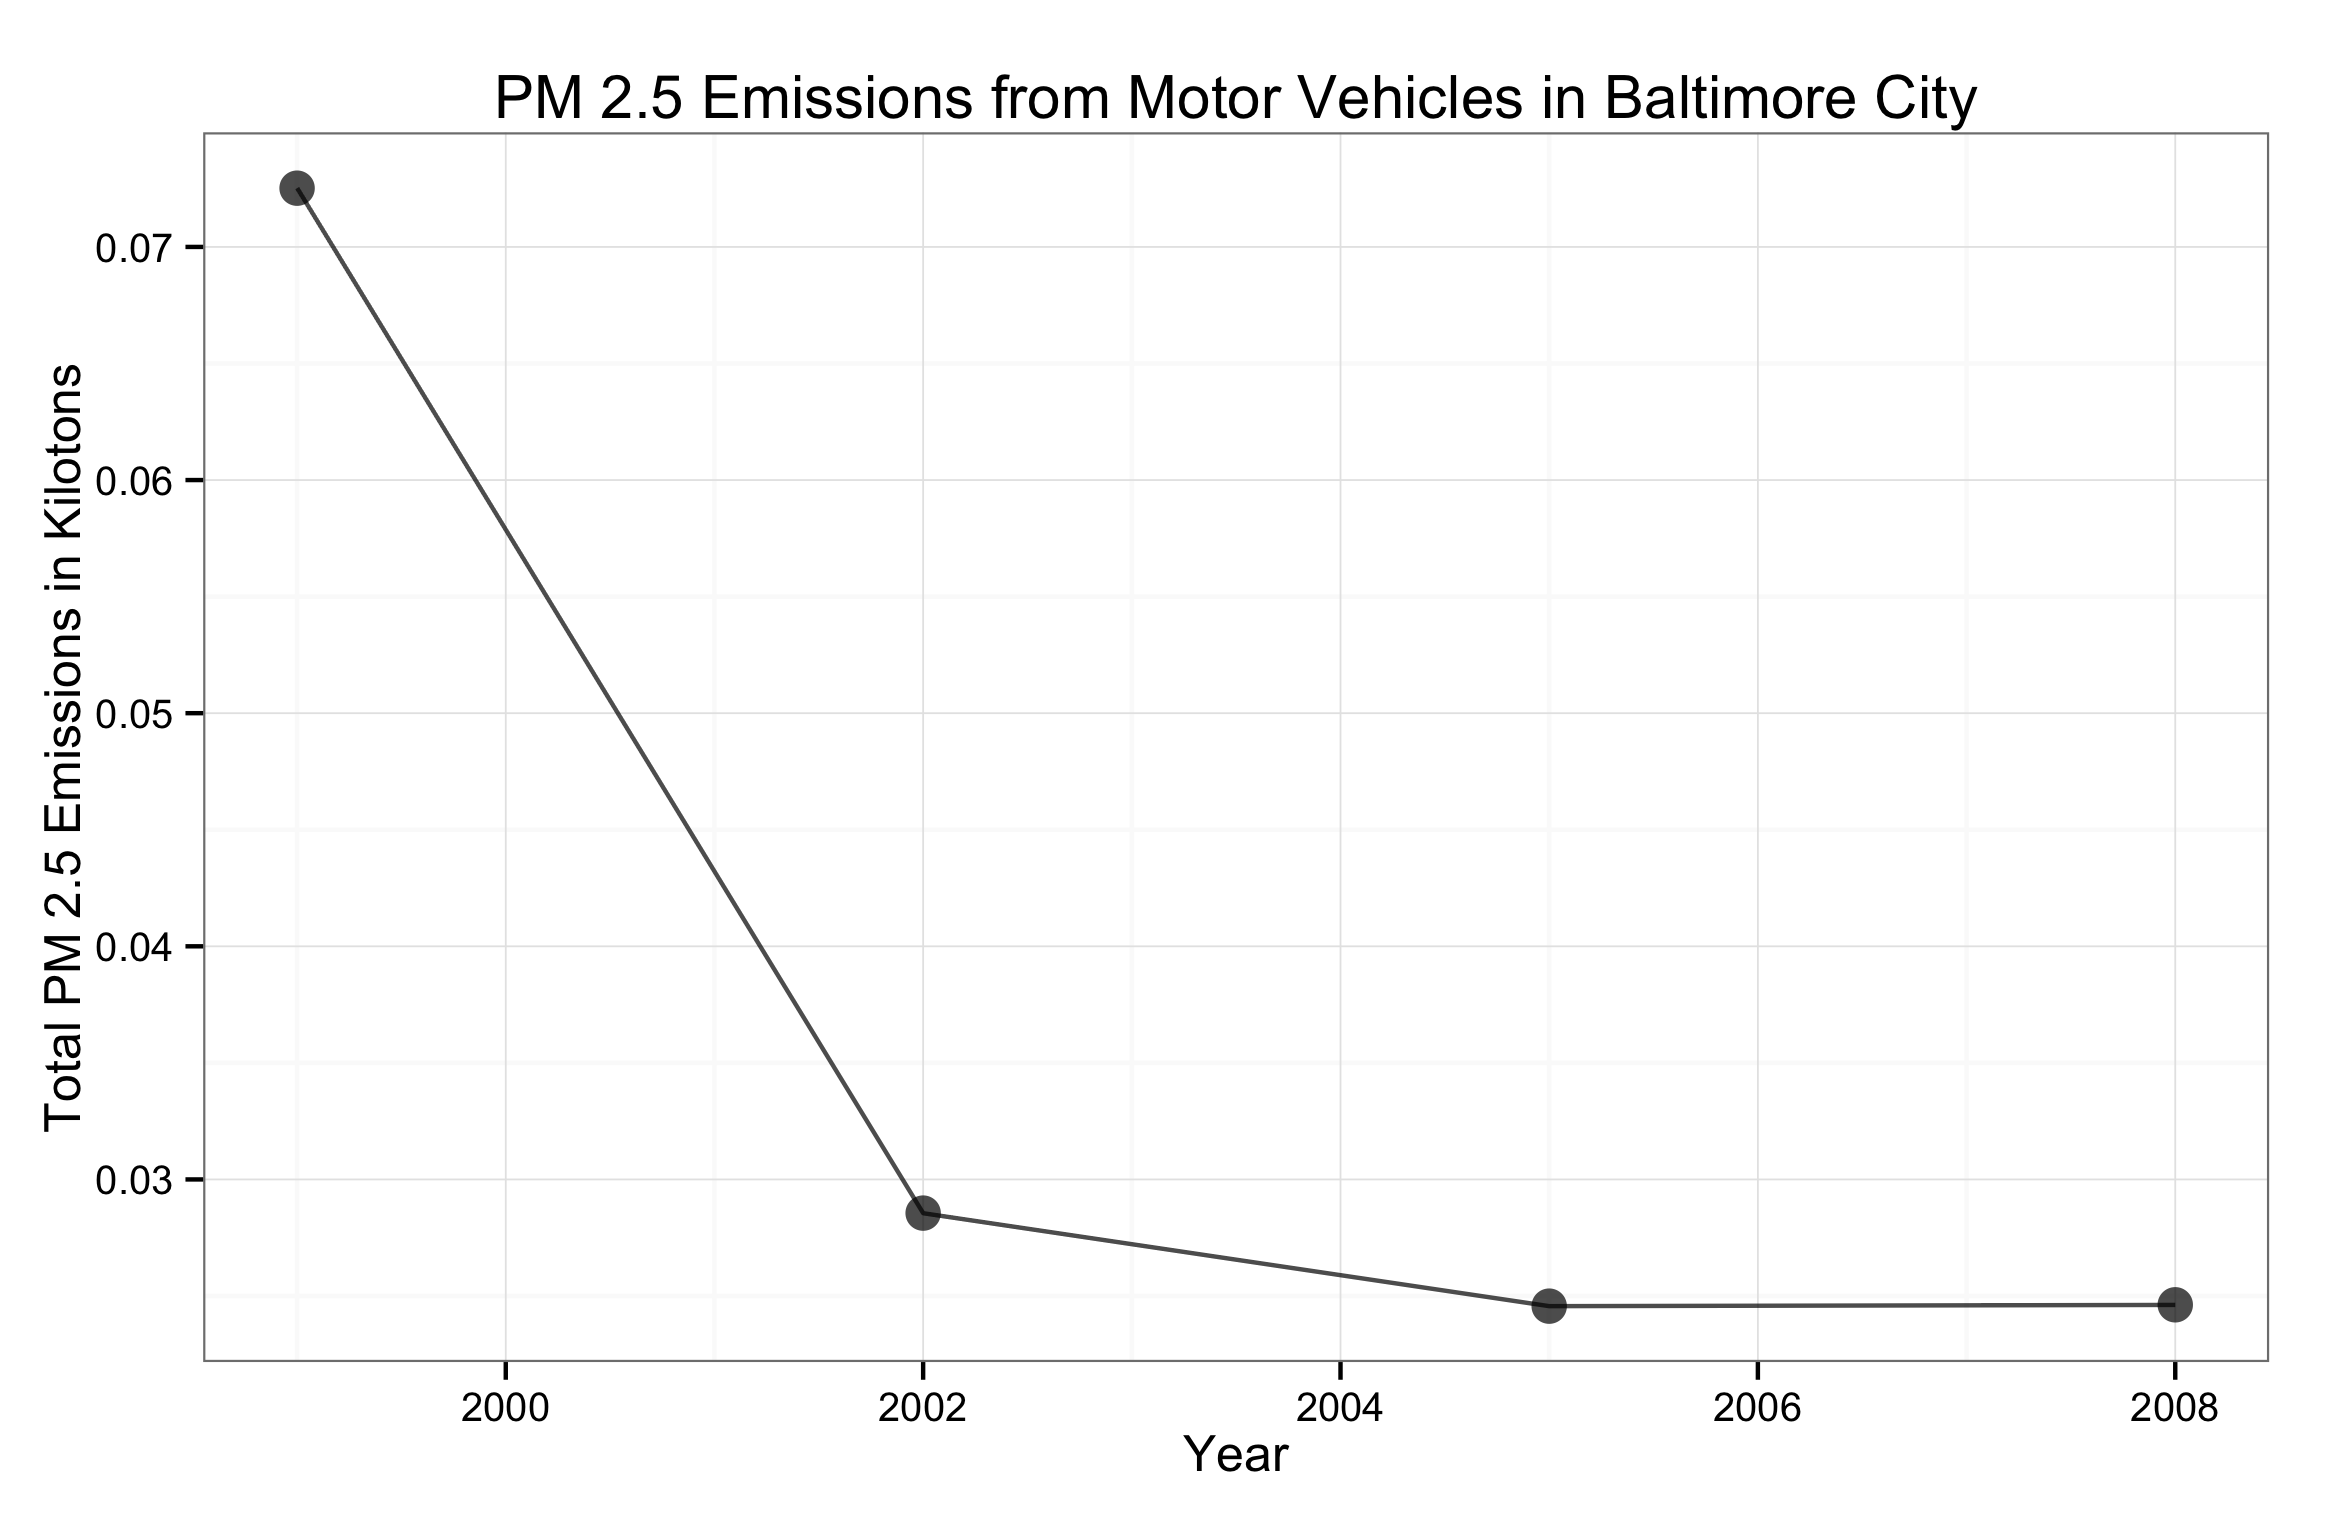 PM 2.5 Emissions from Motor Vehicles in Baltimore City
Total PM 2.5 Emissions in Kilotons
0.07
0.06
0.05
0.04
0.03
2000 2002 2004 2006 2008
Year